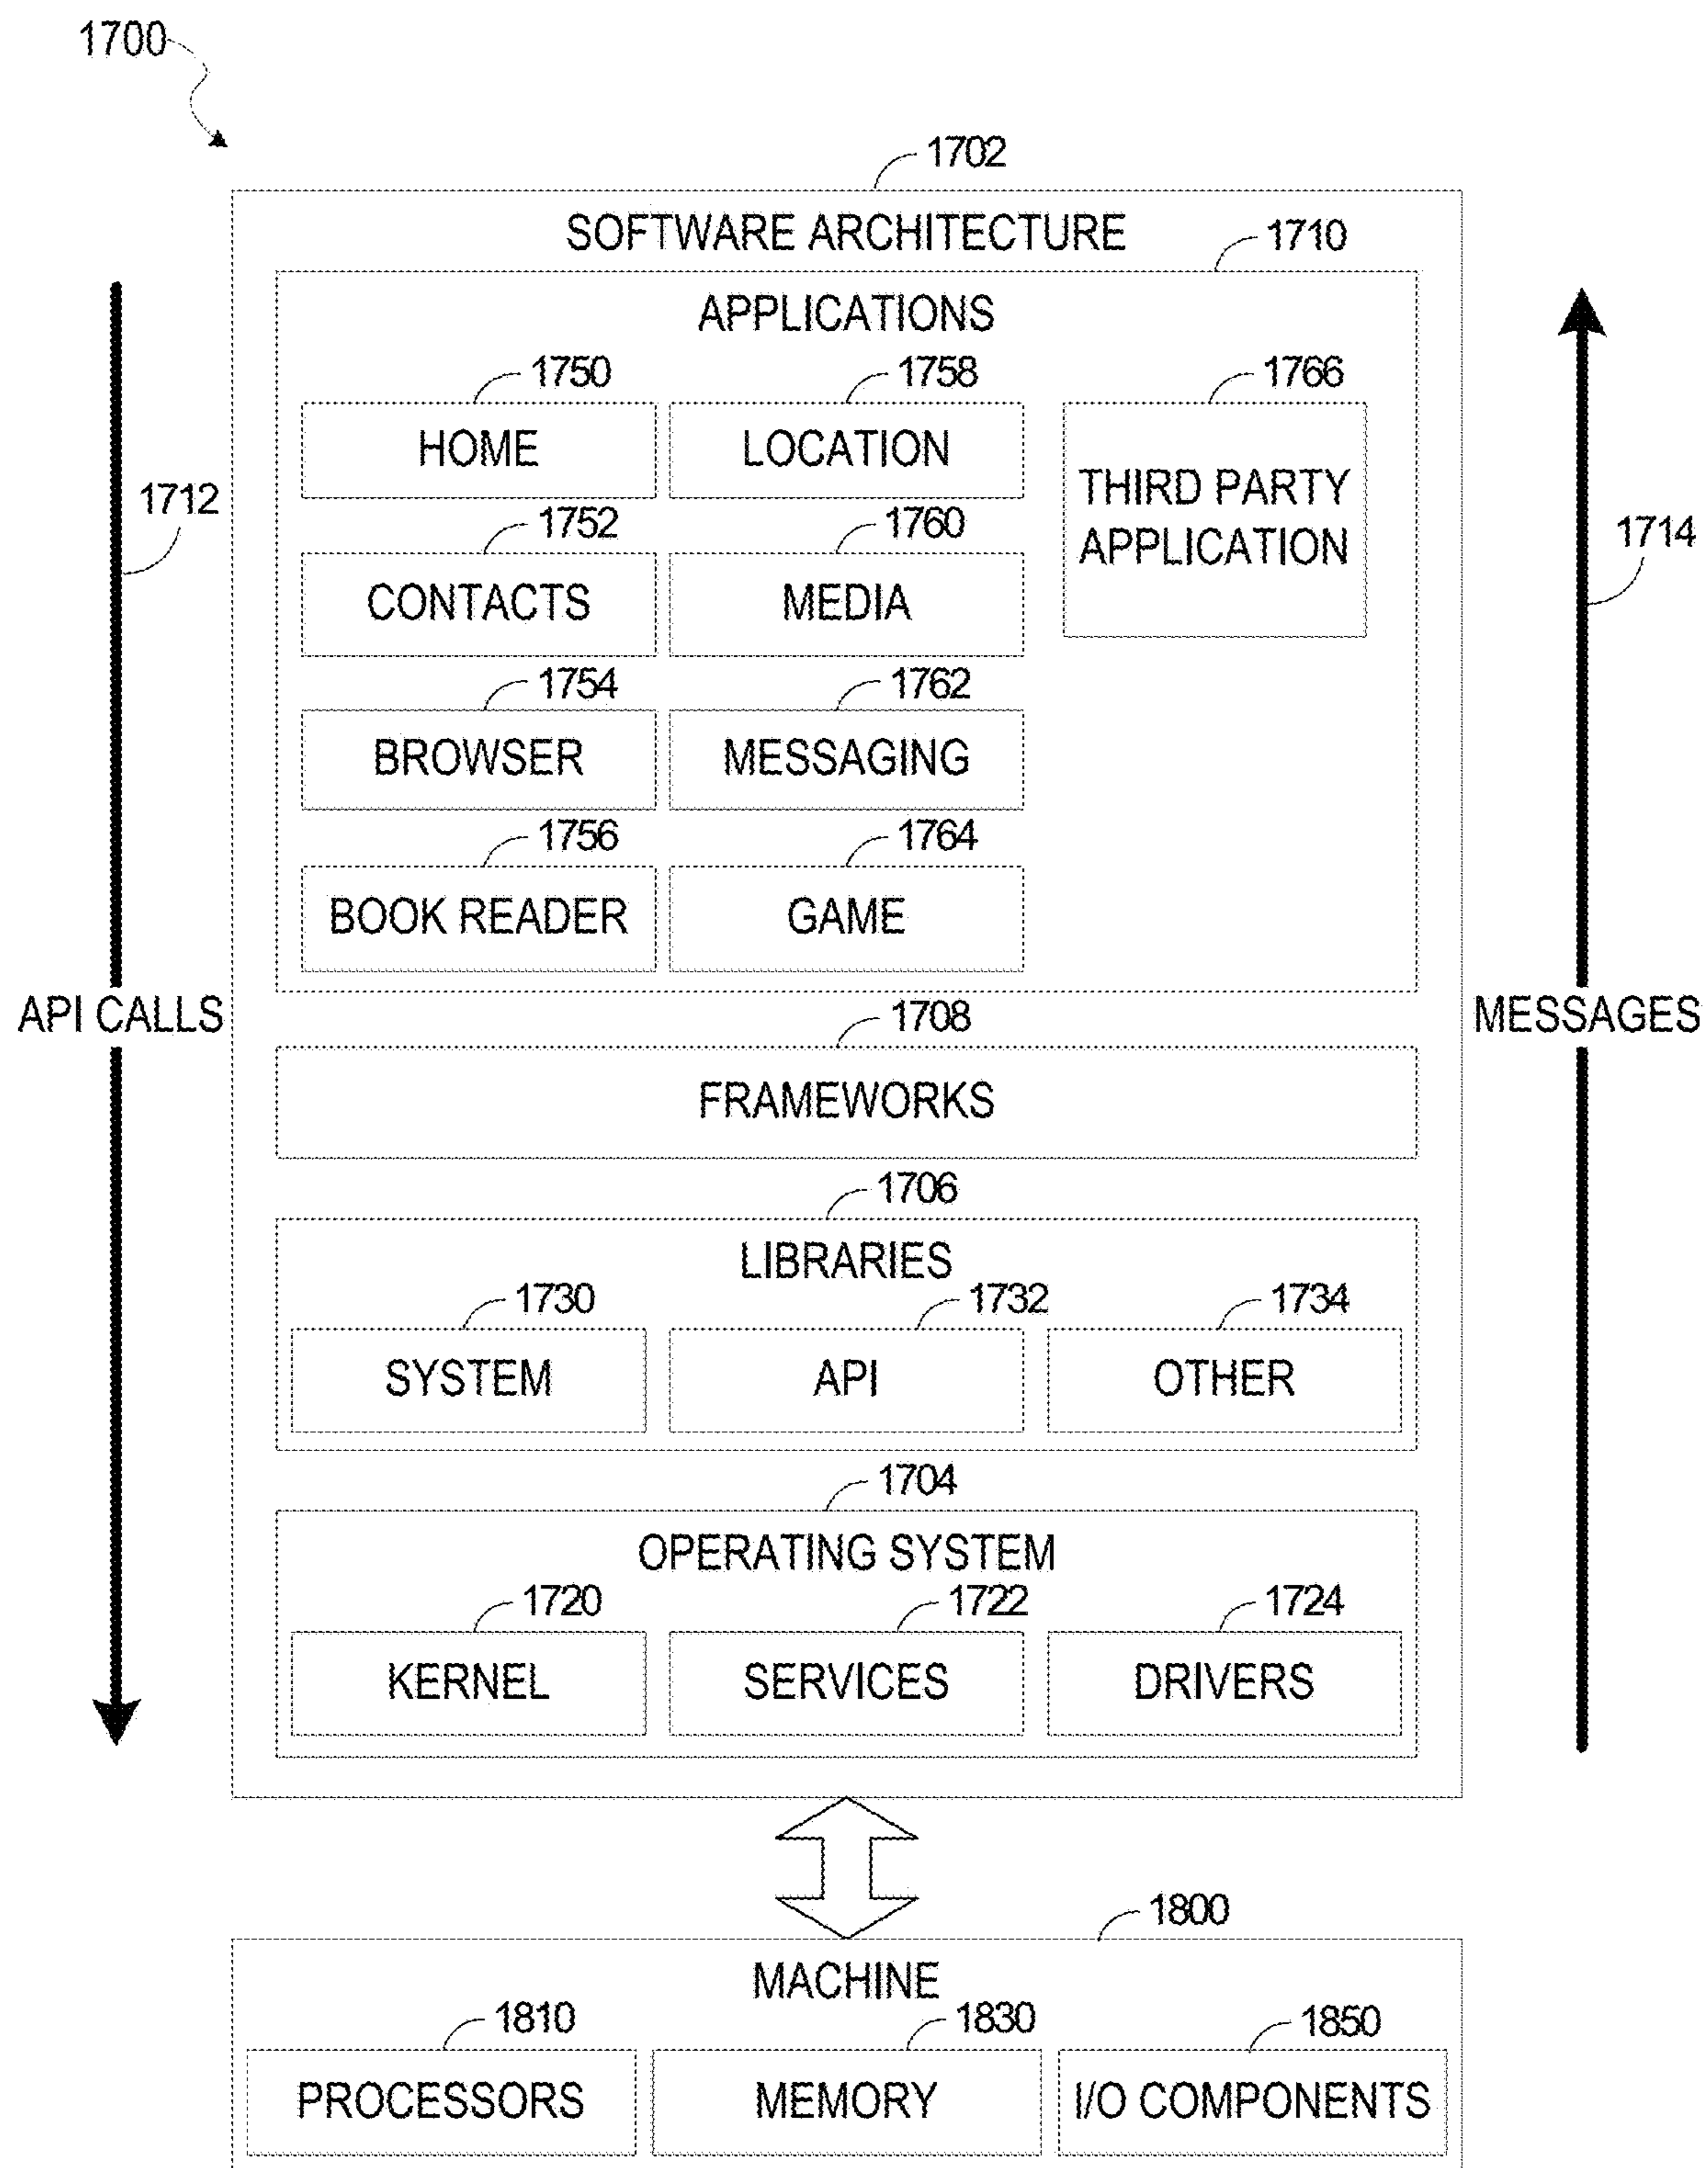 1700
1702
SOFTWARE ARCHITECTURE
1710
APPLICATIONS
1750
1758
1766
HOME
LOCATION
THIRD PARTY
APPLICATION
1712
1752
1760
1714
CONTACTS
MEDIA
1754
1762
BROWSER
MESSAGING
1756
1764
BOOK READER
GAME
API CALLS
1708
MESSAGES
FRAMEWORKS
1706
LIBRARIES
1730
1732
1734
SYSTEM
API
OTHER
1704
OPERATING SYSTEM
1720
1722
1724
KERNEL
SERVICES
DRIVERS
1800
MACHINE
1810
1830
1850
PROCESSORS
MEMORY
I/O COMPONENTS